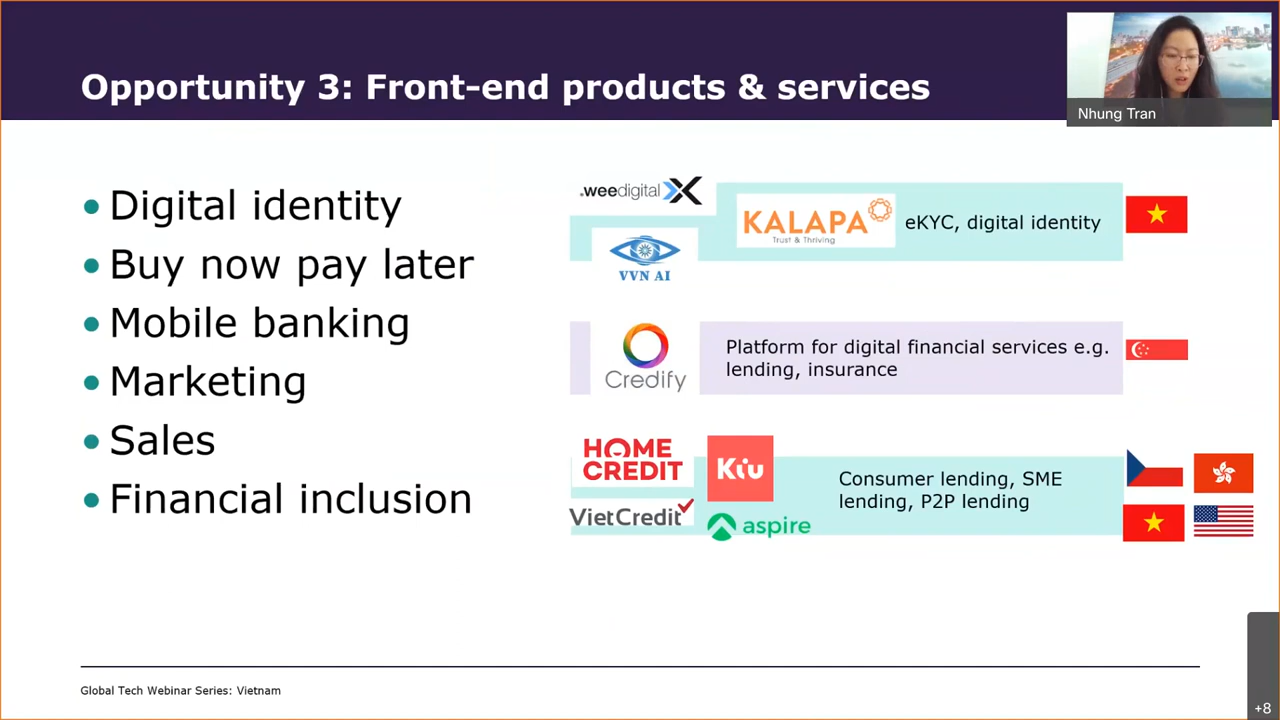 Opportunity 3: Front-end products & services
Nhung Tran
• Digital identity
• Buy now pay later
• Mobile banking
• Marketing
• Sales
• Financial inclusion
.weedigital
KALAPA
Trust & Thriving
eKYC, digital identity
VVN AI
Credify
Platform for digital financial services e.g.
lending, insurance
HOME
CREDIT
Kiu
VietCredit
aspire
Consumer lending, SME
lending, P2P lending
Global Tech Webinar Series: Vietnam
+8